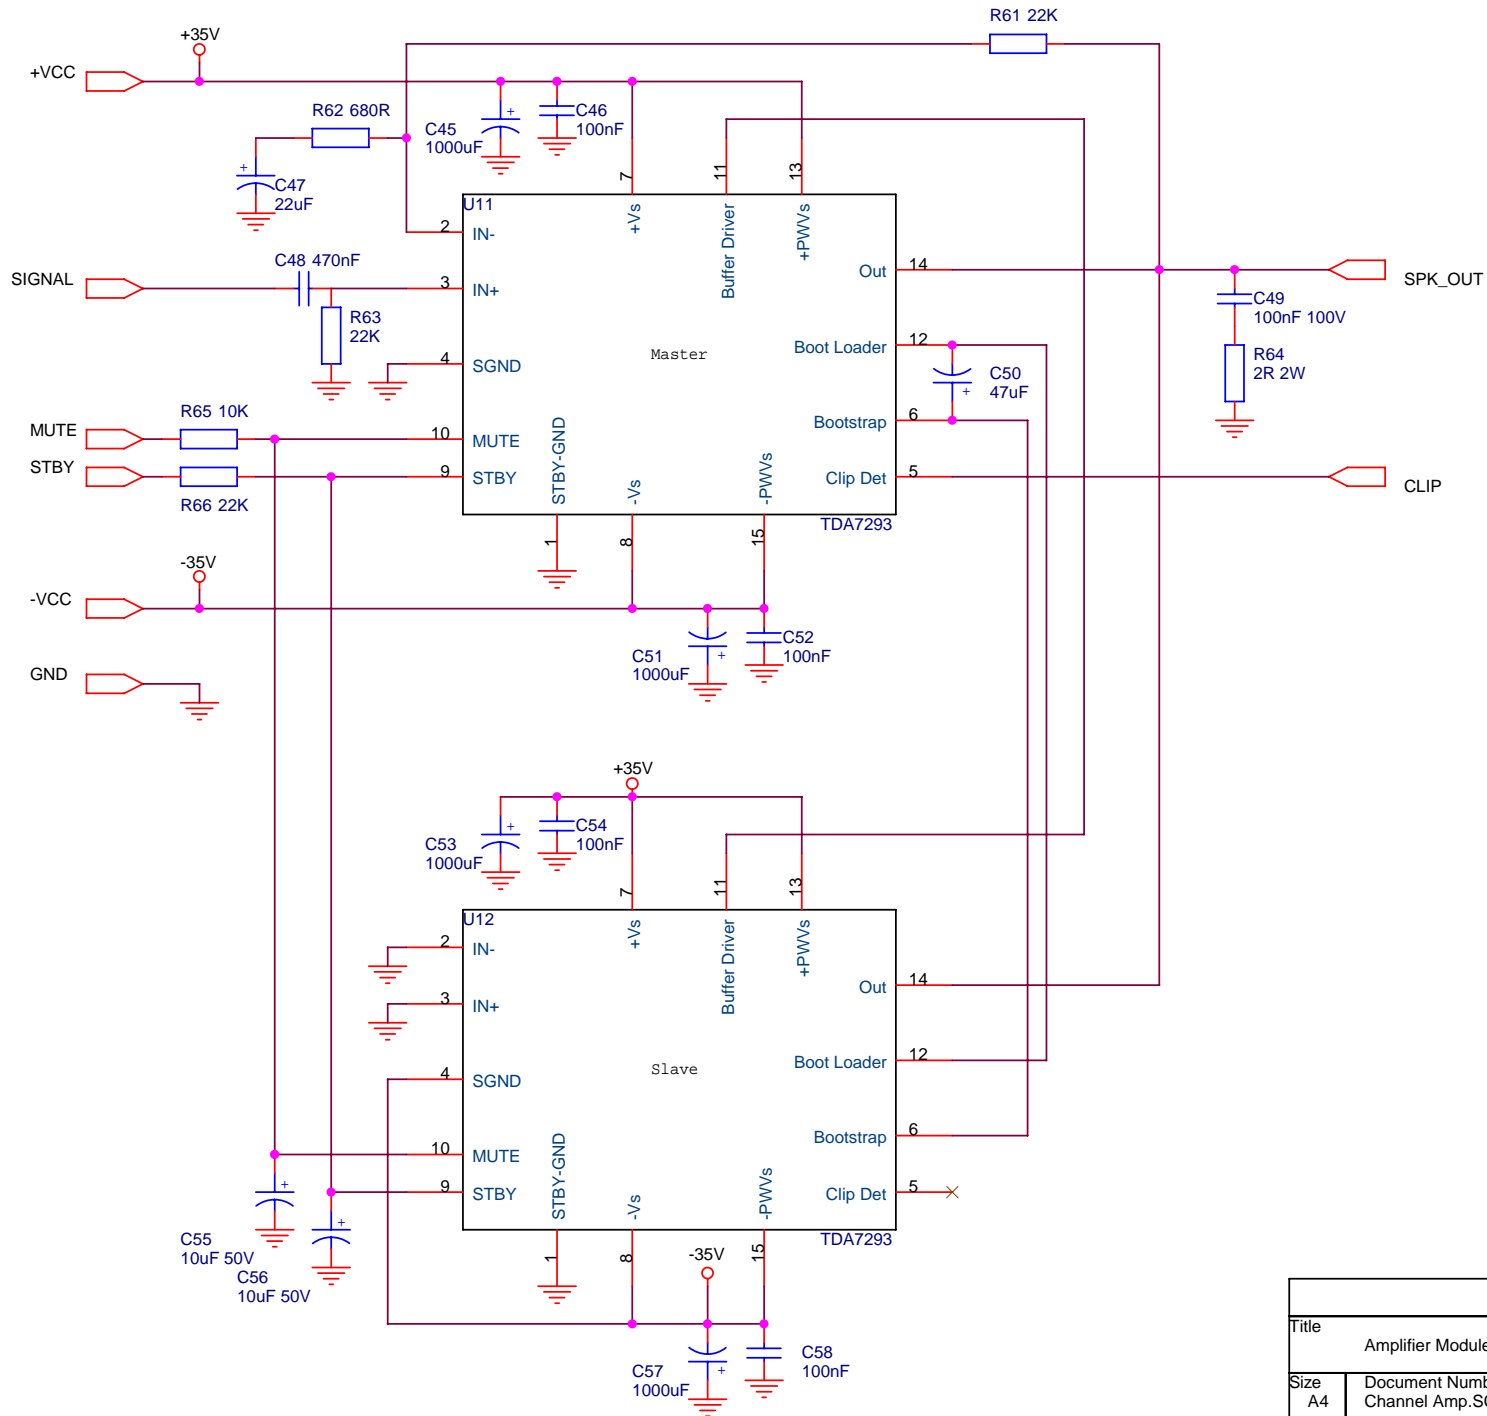 R61 22K
+35V
+VCC
R62 680R
C45
1000uF
C46
100nF
+
+
C47
22uF
7
11
13
U11
+Vs
Buffer Driver
+PWVs
2
IN-
C48 470nF
SIGNAL
3
IN+
Out
14
SPK_OUT
R63
22K
C49
100nF 100V
4
SGND
Master
Boot Loader
12
R64
2R 2W
C50
47uF
+
R65 10K
MUTE
10
MUTE
Bootstrap
6
STBY
R66 22K
9
STBY
Clip Det
5
CLIP
STBY-GND
-Vs
-PWVs
TDA7293
1
8
15
-35V
-VCC
C51
1000uF
+
C52
100nF
GND
+35V
C53
1000uF
+
C54
100nF
7
11
13
U12
+Vs
Buffer Driver
+PWVs
2
IN-
3
IN+
Out
14
4
SGND
Slave
Boot Loader
12
10
MUTE
Bootstrap
6
9
STBY
Clip Det
5
STBY-GND
-Vs
-PWVs
TDA7293
+
C55
10uF 50V
+
C56
10uF 50V
1
8
15
-35V
C57
1000uF
+
C58
100nF
Title
Amplifier Module
Size
A4
Document Numb
Channel Amp.SC